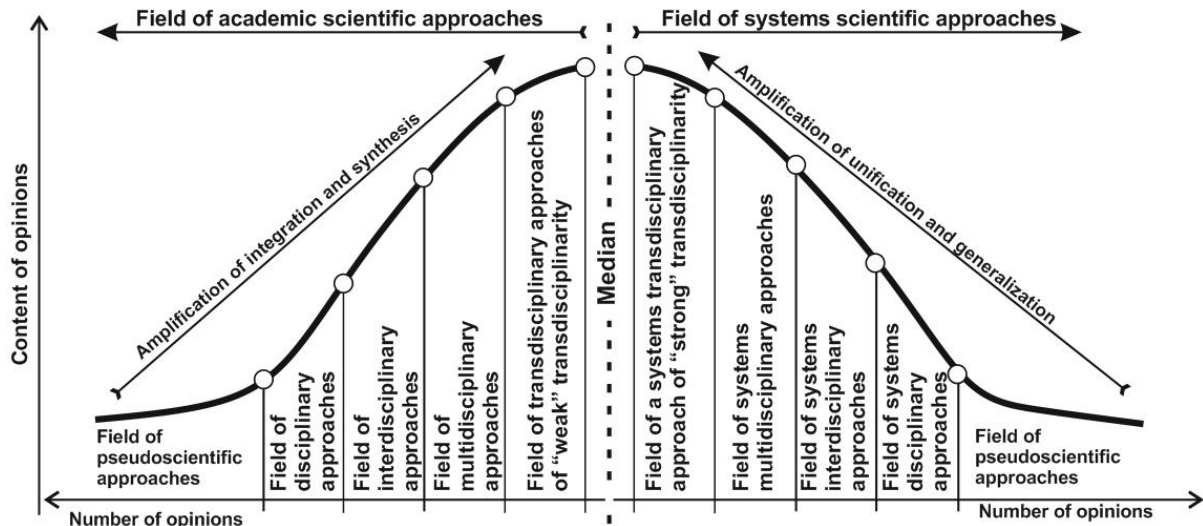 Field of academic scientific approaches
Field of systems scientific approaches
Content of opinions
Amplification of integration and synthesis
Amplification of unification and generalization
Field of
pseudoscientific
approaches
Field of
disciplinary
approaches
Field of
interdisciplinary
approaches
Field of
multidisciplinary
approaches
Field of transdisciplinary approaches
of “weak” transdisciplinarity
Median
Field of a systems transdisciplinary
approach of “strong” transdisciplinarity
Field of systems
multidisciplinary approaches
Field of systems
interdisciplinary
approaches
Field of systems
disciplinary
approaches
Field of
pseudoscientific
approaches
Number of opinions
Number of opinions